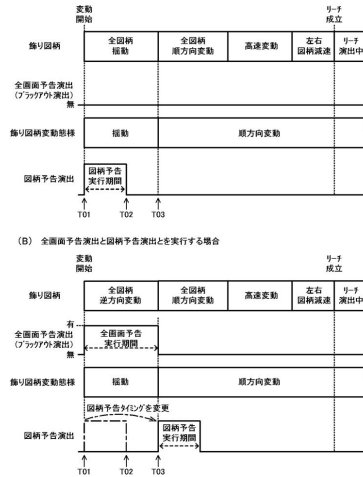 変動
開始
リーチ
成立
飾り図柄
全図柄
揺動
全図柄
順方向変動
高速変動
左右
図柄減速
リーチ
演出中
全画面予告演出
(ブラックアウト演出)
無
飾り図柄変動態様
揺動
順方向変動
図柄予告演出
図柄予告
実行期間
T01
T02
T03
(B) 全画面予告演出と図柄予告演出とを実行する場合
変動
開始
リーチ
成立
飾り図柄
全図柄
逆方向変動
全図柄
順方向変動
高速変動
左右
図柄減速
リーチ
演出中
有
全画面予告演出
(ブラックアウト演出)
無
全画面予告
実行期間
飾り図柄変動態様
揺動
順方向変動
図柄予告タイミングを変更
図柄予告演出
図柄予告
実行期間
T01
T02
T03